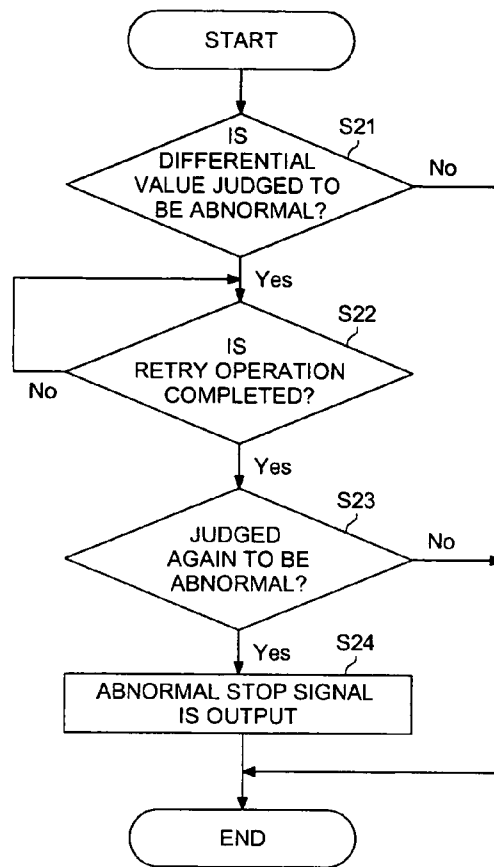 START
S21
IS
DIFFERENTIAL
VALUE JUDGED TO
BE ABNORMAL?
No
Yes
S22
IS
RETRY OPERATION
COMPLETED?
No
Yes
S23
JUDGED
AGAIN TO BE
ABNORMAL?
No
Yes
S24
ABNORMAL STOP SIGNAL
IS OUTPUT
END